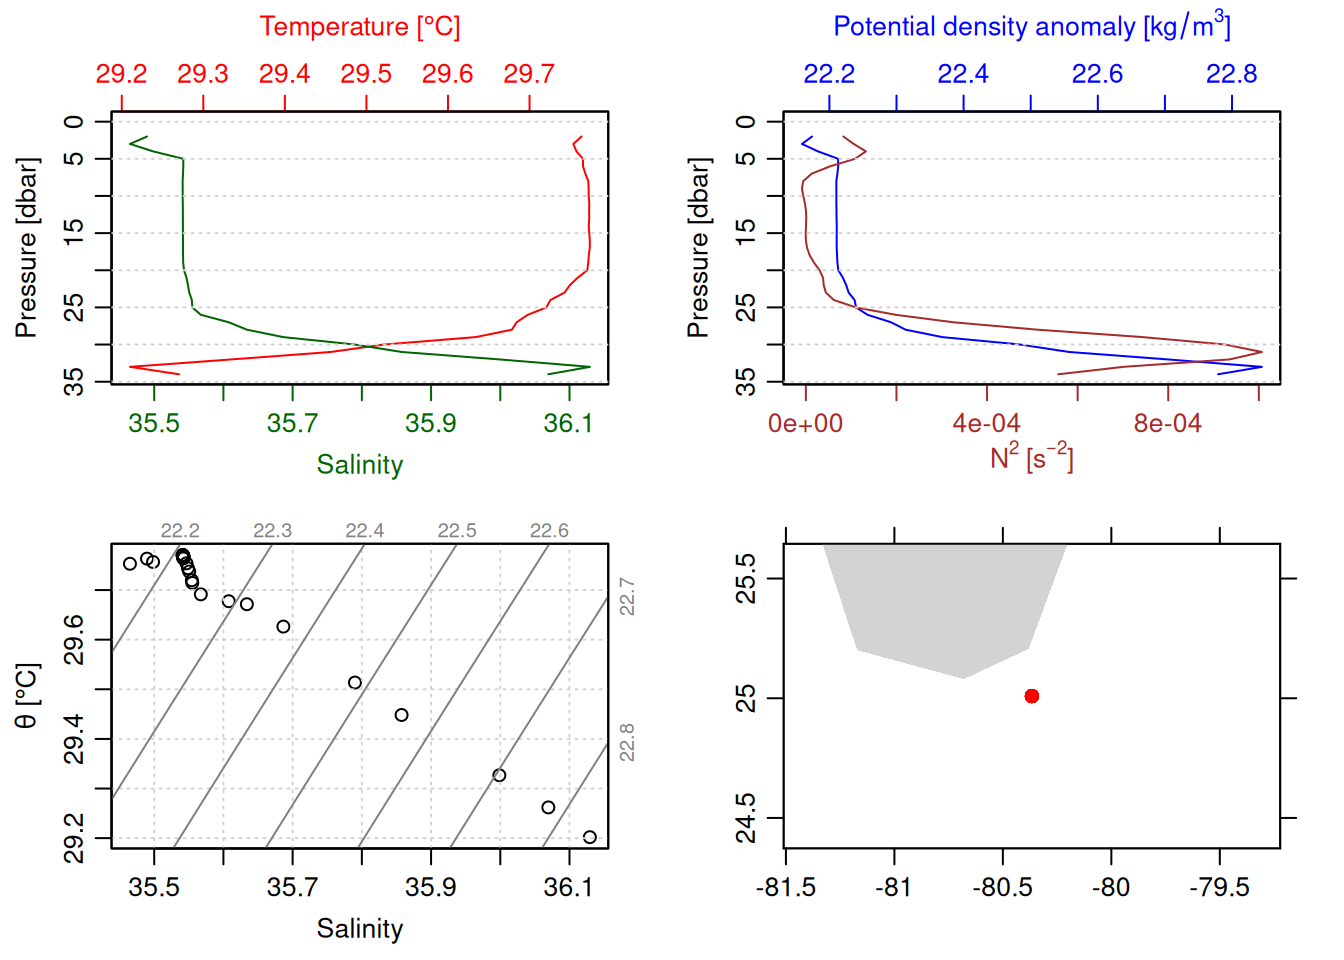 Temperature [°C]
29.2 29.3 29.4 29.5 29.6 29.7
Pressure [dbar]
0
5
15
25
35
35.5 35.7 35.9 36.1
Salinity
Potential density anomaly [kg/m³]
22.2 22.4 22.6 22.8
Pressure [dbar]
0
5
15
25
35
0e+00 4e-04 8e-04
N² [s⁻²]
22.2 22.3 22.4 22.5 22.6
22.7
22.8
θ [°C]
29.6
29.4
29.2
35.5 35.7 35.9 36.1
Salinity
25.5
25
24.5
-81.5 -81 -80.5 -80 -79.5